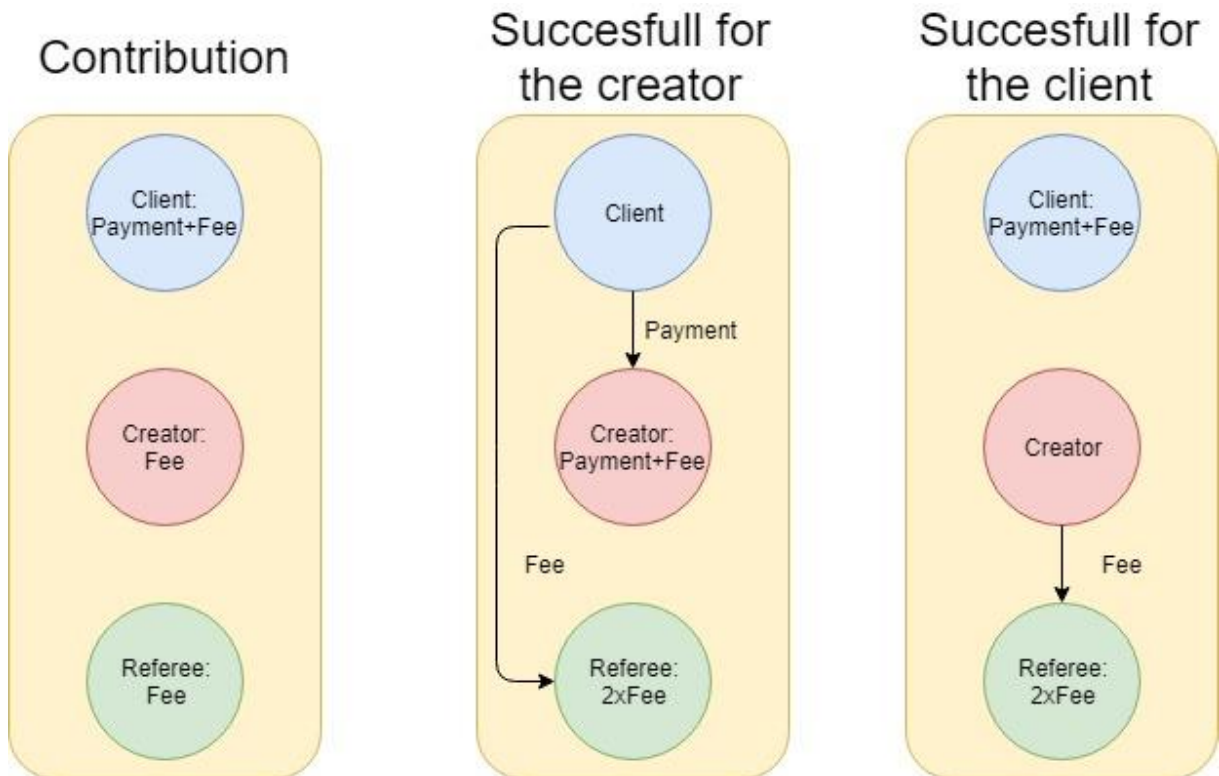 Contribution
Client:
Payment+Fee
Creator:
Fee
Referee:
Fee
Succesfull for
the creator
Client
Payment
Creator:
Payment+Fee
Fee
Referee:
2xFee
Succesfull for
the client
Client:
Payment+Fee
Creator
Fee
Referee:
2xFee